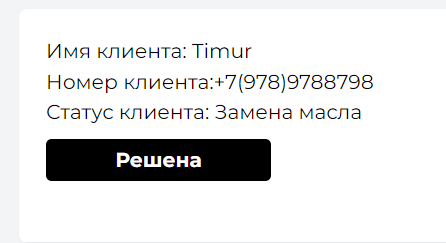 Имя клиента: Timur
Номер клиента:+7(978)9788798
Статус клиента: Замена масла
Решена